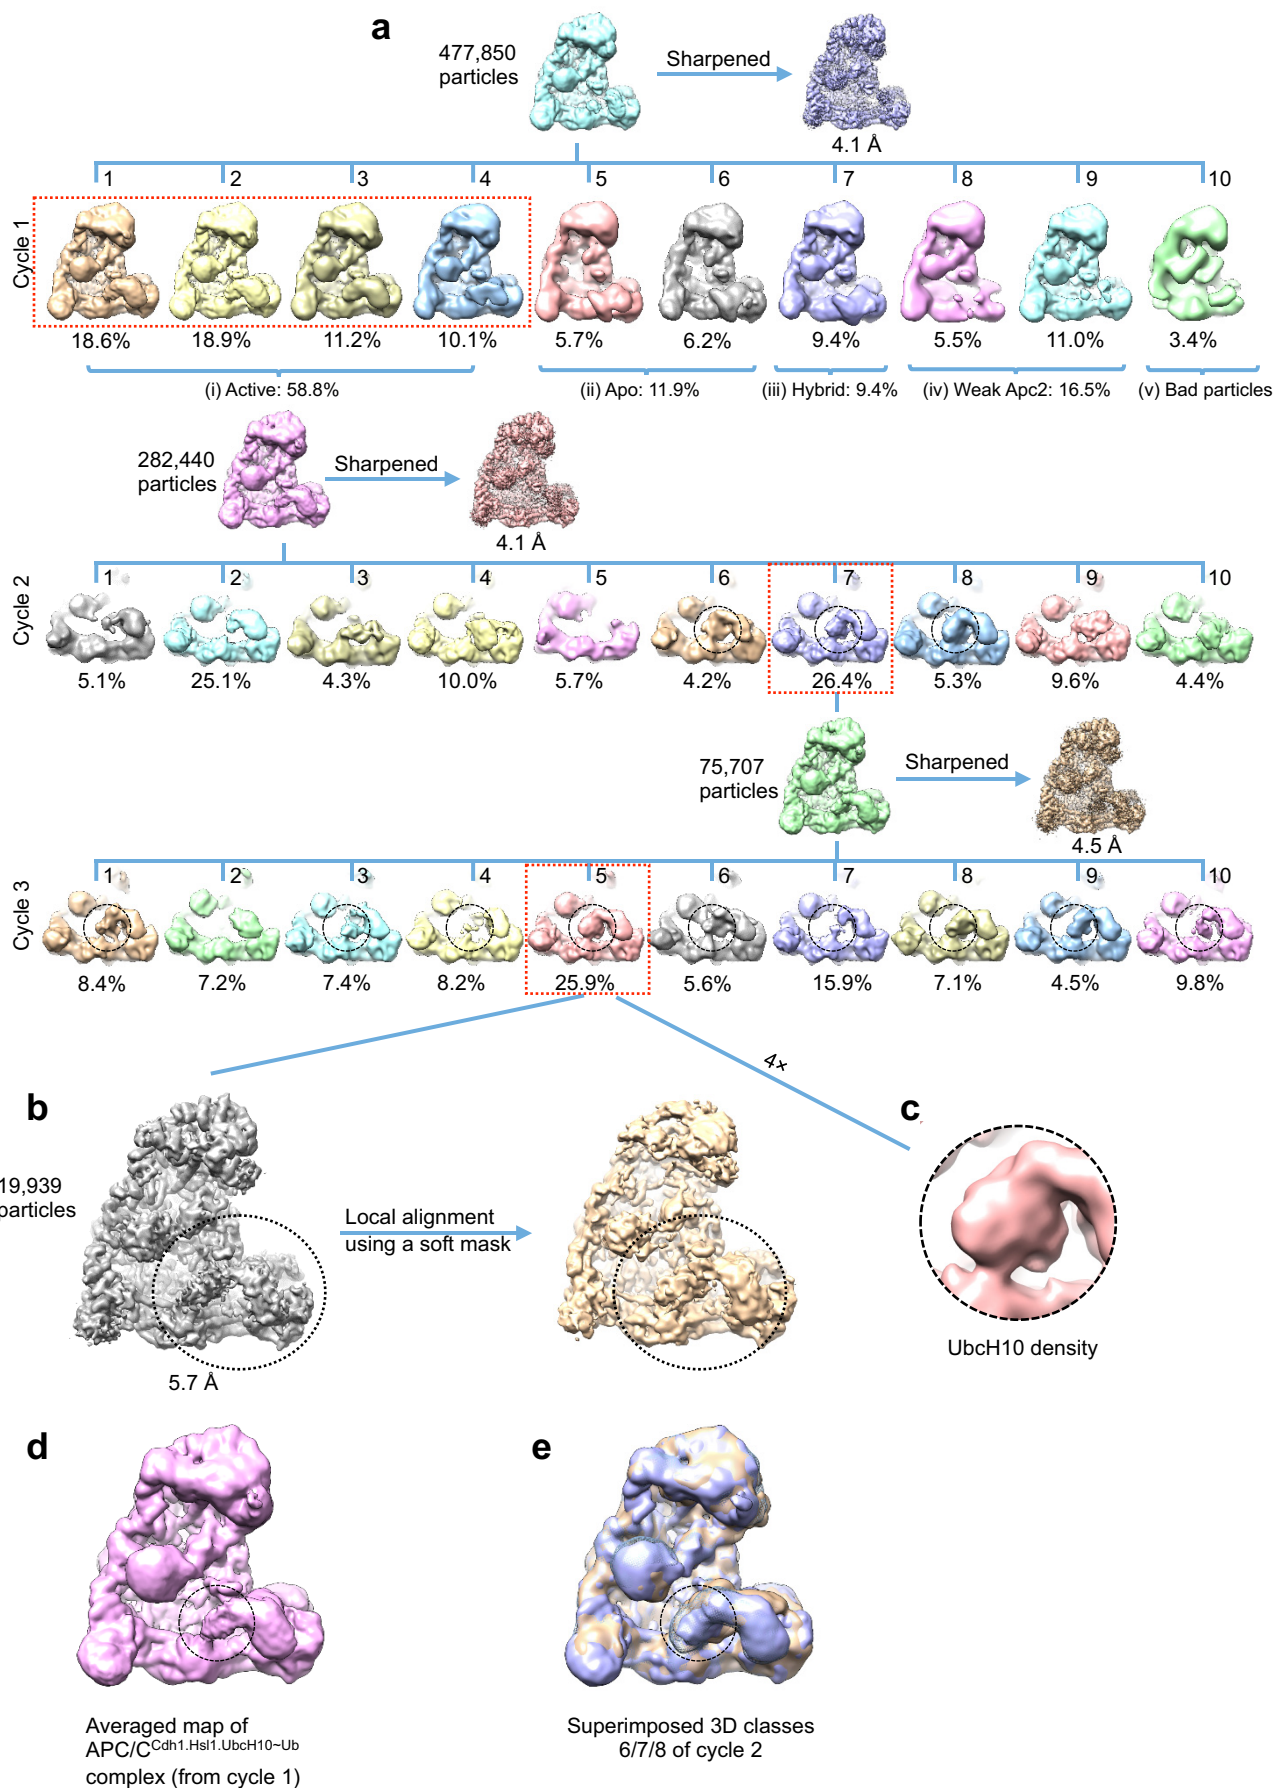 a
477,850
particles
Sharpened
4.1 Å
Cycle 1
1 2 3 4 5 6 7 8 9 10
18.6% 18.9% 11.2% 10.1% 5.7% 6.2% 9.4% 5.5% 11.0% 3.4%
(i) Active: 58.8% (ii) Apo: 11.9% (iii) Hybrid: 9.4% (iv) Weak Apc2: 16.5% (v) Bad particles
282,440
particles
Sharpened
4.1 Å
Cycle 2
1 2 3 4 5 6 7 8 9 10
5.1% 25.1% 4.3% 10.0% 5.7% 4.2% 26.4% 5.3% 9.6% 4.4%
75,707
particles
Sharpened
4.5 Å
Cycle 3
1 2 3 4 5 6 7 8 9 10
8.4% 7.2% 7.4% 8.2% 25.9% 5.6% 15.9% 7.1% 4.5% 9.8%
4×
b
19,939
particles
Local alignment
using a soft mask
5.7 Å
c
UbcH10 density
d
Averaged map of
APC/C^Cdh1.Hsl1.UbcH10~Ub
complex (from cycle 1)
e
Superimposed 3D classes
6/7/8 of cycle 2